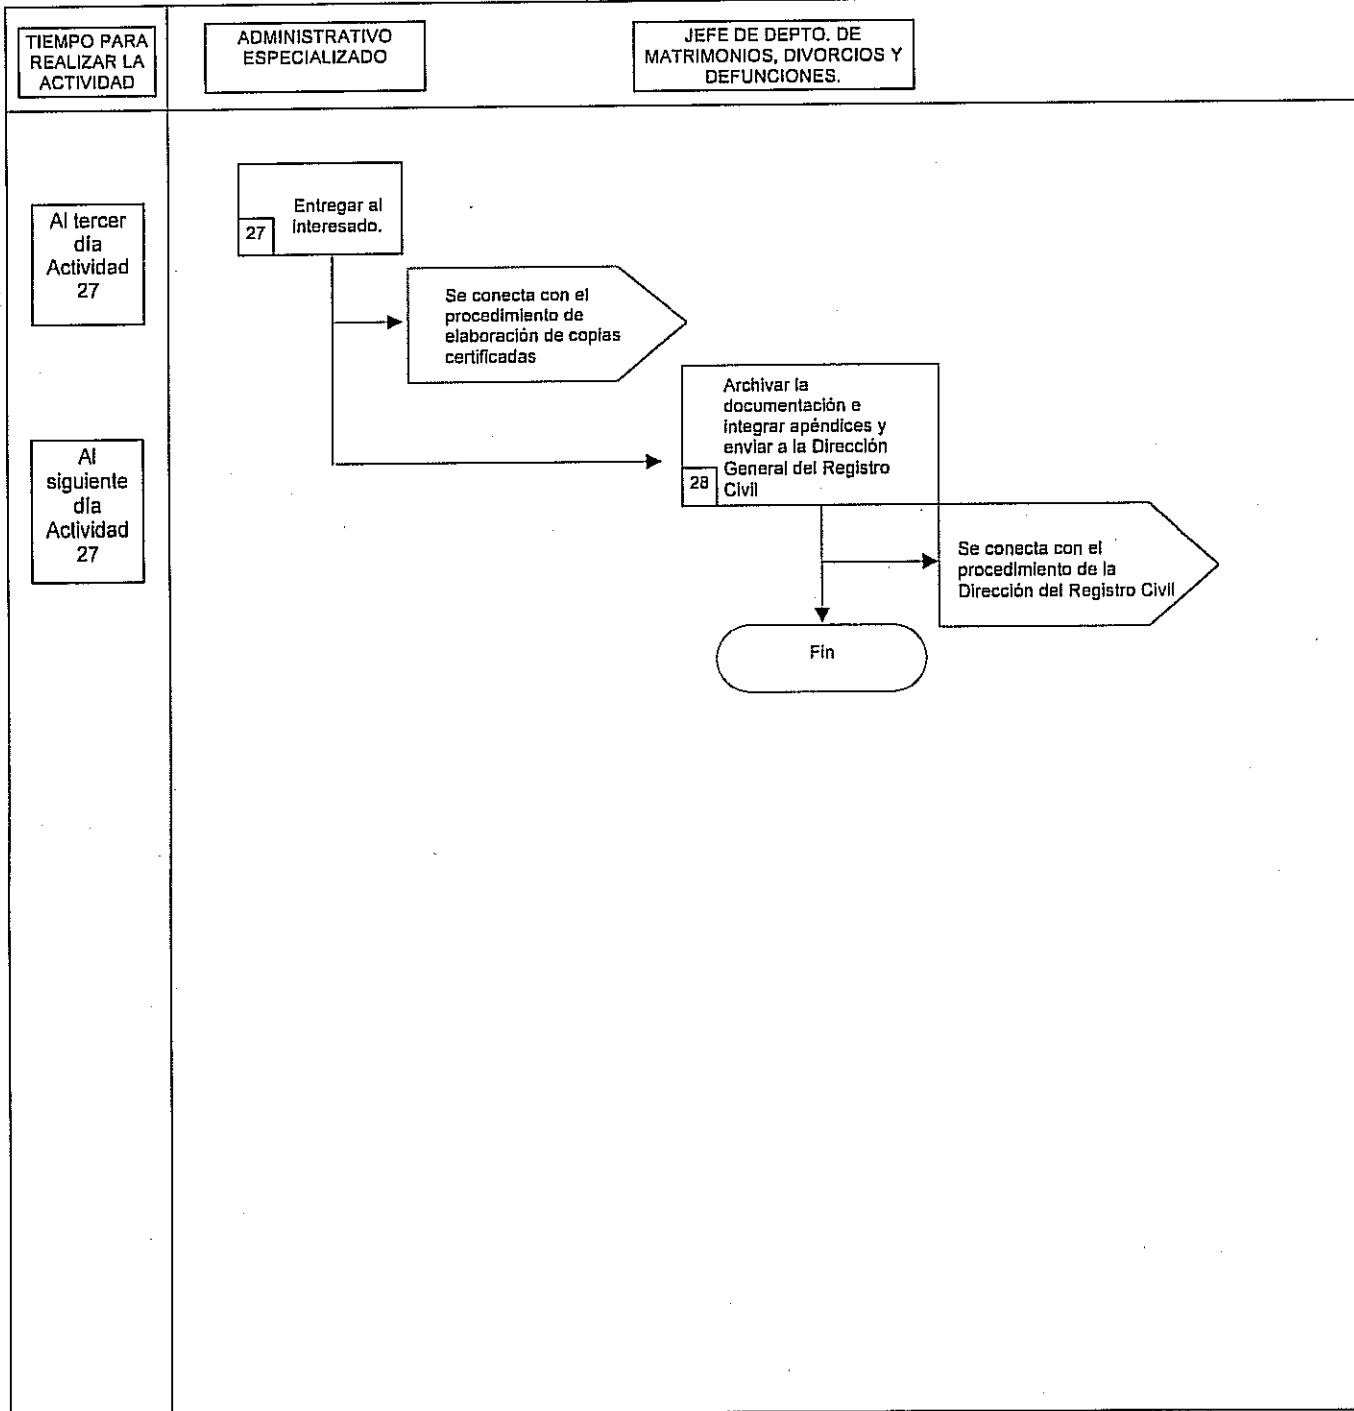 TIEMPO PARA
REALIZAR LA
ACTIVIDAD
ADMINISTRATIVO
ESPECIALIZADO
JEFE DE DEPTO. DE
MATRIMONIOS, DIVORCIOS Y
DEFUNCIONES.
Al tercer
día
Actividad
27
Entregar al
interesado.
27
Se conecta con el
procedimiento de
elaboración de copias
certificadas
Archivar la
documentación e
integrar apéndices y
enviar a la Dirección
General del Registro
Civil
28
Al
siguiente
día
Actividad
27
Se conecta con el
procedimiento de la
Dirección del Registro Civil
Fin